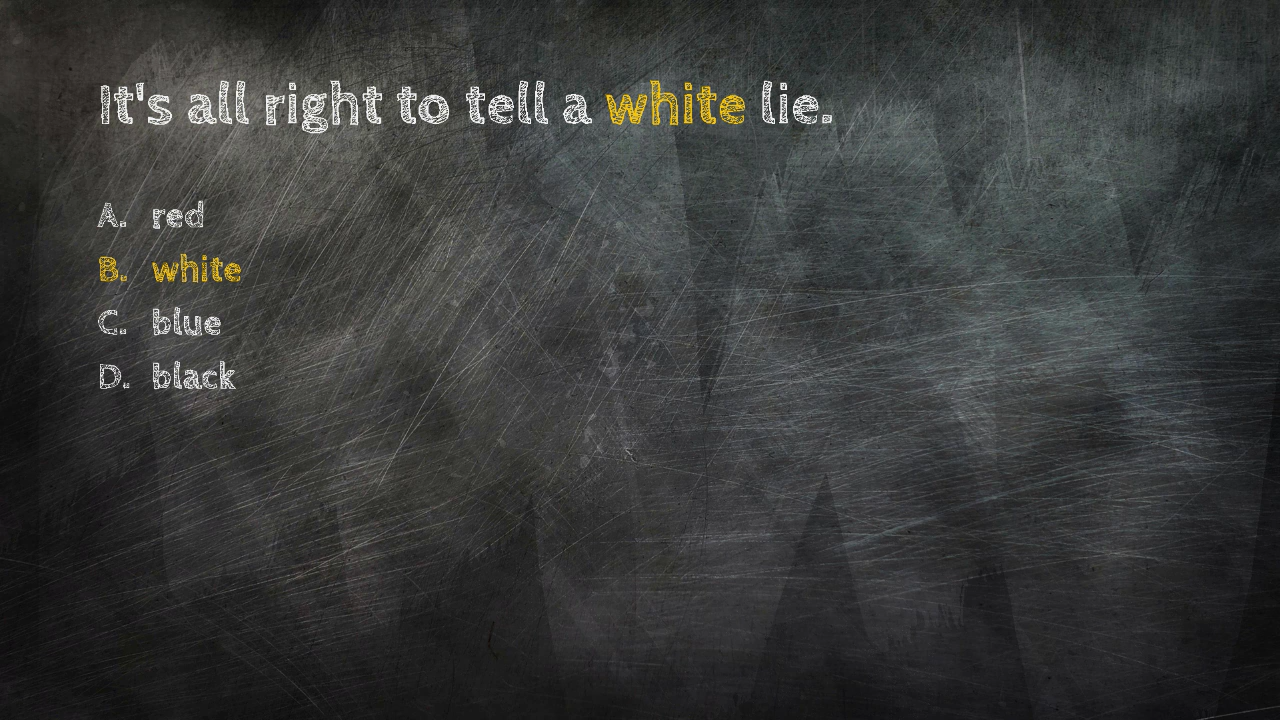 It's all right to tell a white lie.
A. red
B. white
C. blue
D. black